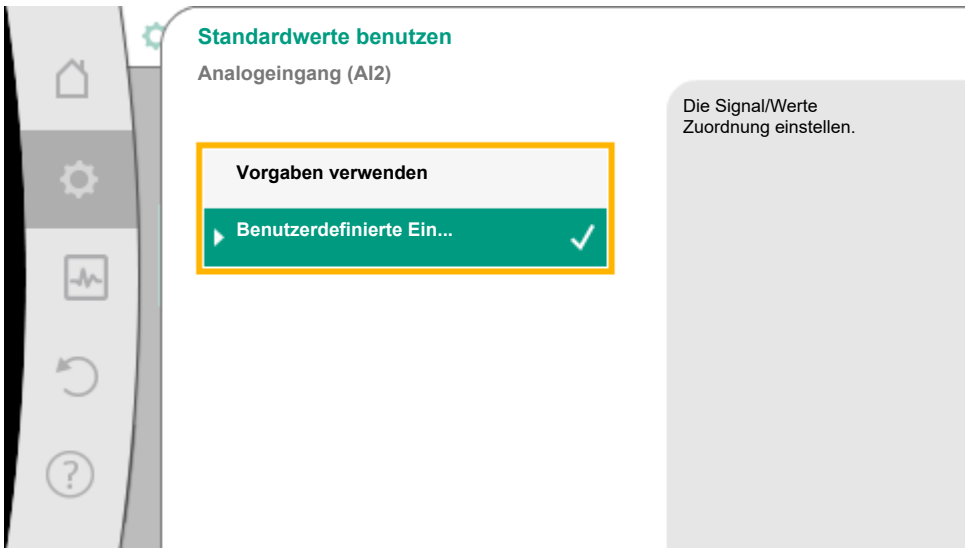 Standardwerte benutzen
Analogeingang (AI2)
Die Signal/Werte
Zuordnung einstellen.
Vorgaben verwenden
Benutzerdefinierte Ein...
?